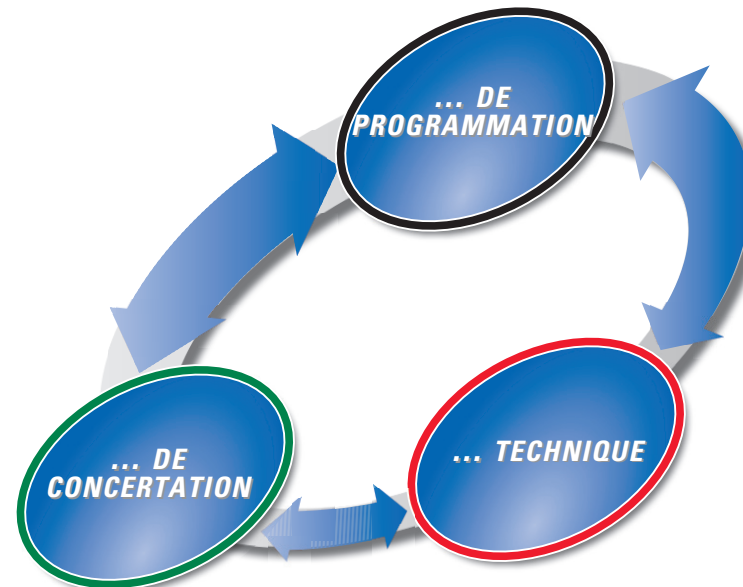 ... DE
PROGRAMMATION
... TECHNIQUE
... DE
CONCERTATION